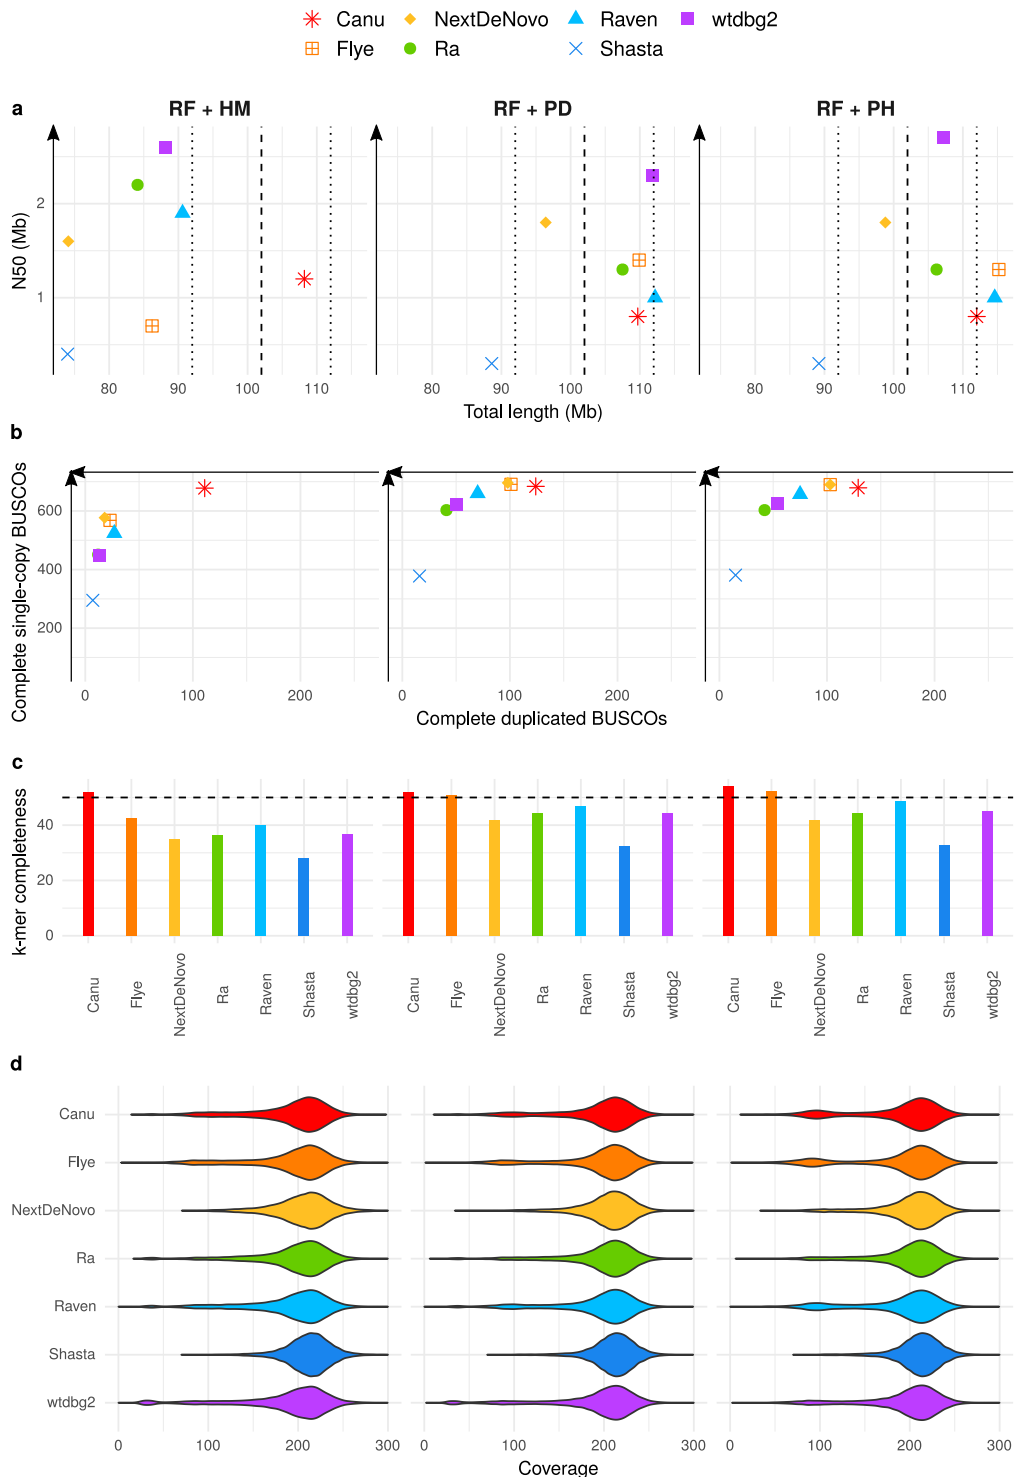 Canu NextDeNovo Raven wtdbg2
Flye Ra Shasta
a
RF + HM RF + PD RF + PH
N50 (Mb)
2
1
80 90 100 110 80 90 100 110 80 90 100 110
Total length (Mb)
b
Complete single-copy BUSCOs
600
400
200
0 100 200 0 100 200 0 100 200
Complete duplicated BUSCOs
c
k-mer completeness
40
20
0
Canu Flye NextDeNovo Ra Raven Shasta wtdbg2 Canu Flye NextDeNovo Ra Raven Shasta wtdbg2 Canu Flye NextDeNovo Ra Raven Shasta wtdbg2
d
Canu
Flye
NextDeNovo
Ra
Raven
Shasta
wtdbg2
0 100 200 300 0 100 200 300 0 100 200 300
Coverage